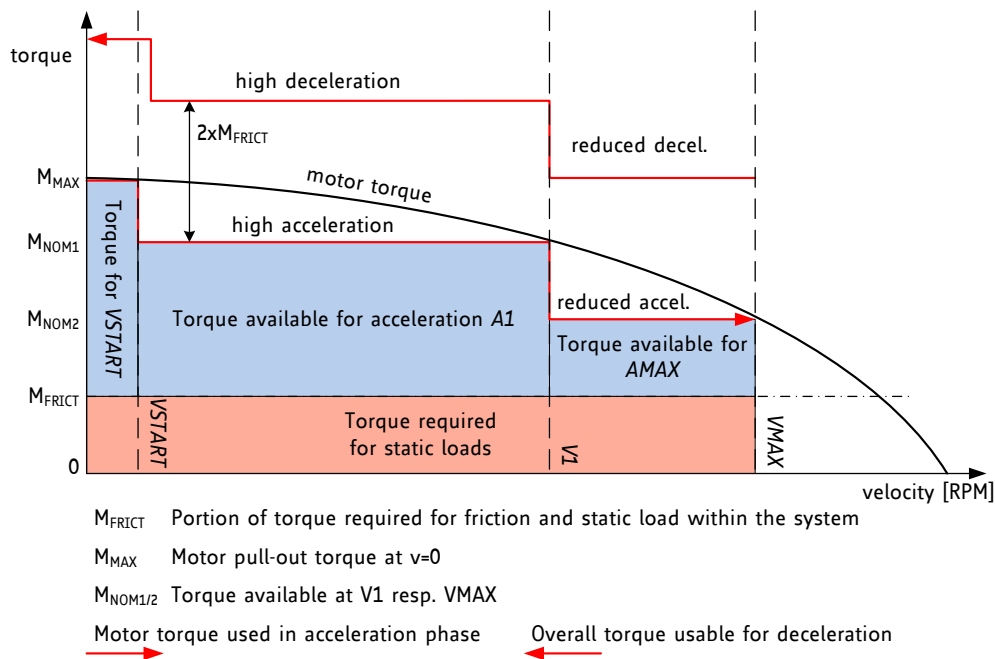 torque
high deceleration
2xMFRICT
reduced decel.
MMAX
motor torque
high acceleration
MNOM1
Torque for VSTART
reduced accel.
MNOM2
Torque available for acceleration A1
Torque available for
AMAX
MFRICT
VSTART
Torque required
for static loads
V1
VMAX
0
velocity [RPM]
MFRICT Portion of torque required for friction and static load within the system
MMAX Motor pull-out torque at v=0
MNOM1/2 Torque available at V1 resp. VMAX
Motor torque used in acceleration phase
Overall torque usable for deceleration